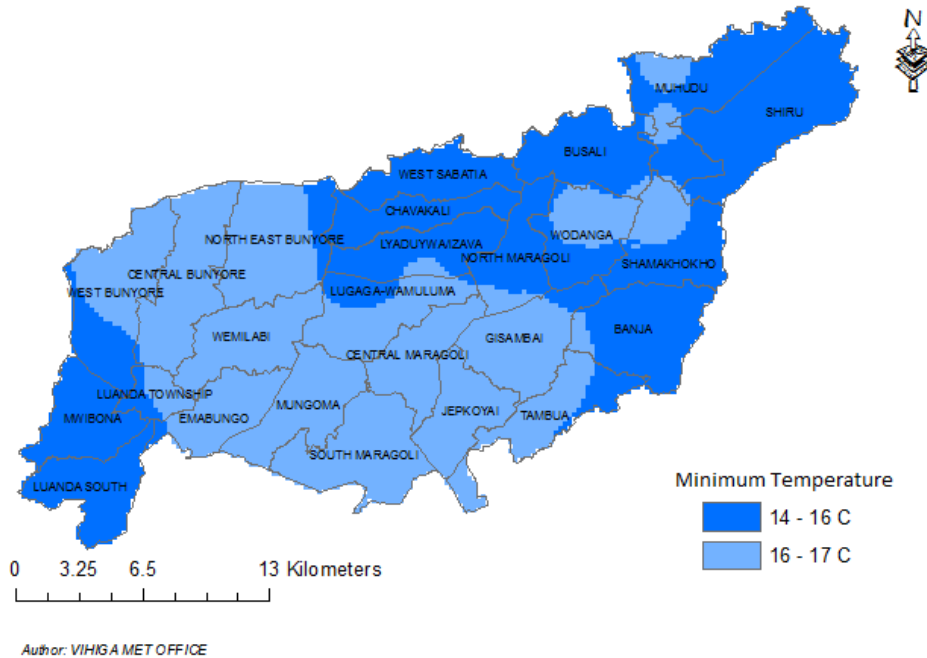 N
MUHUDU
SHIRU
BUSALI
WEST SABATIA
CHAVAKALI
NORTH EAST BUNYORE
LYADUYWA/IZAVA
WODANGA
NORTH MARAGOLI
SHAMAKHOKHO
CENTRAL BUNYORE
WEST BUNYORE
LUGAGA-WAMULUMA
BANJA
WEMILABI
GISAMBAI
CENTRAL MARAGOLI
LUANDA TOWNSHIP
MUNGOMA
JEPKOYAI
TAMBUA
MWIBONA
EMABUNGO
SOUTH MARAGOLI
LUANDA SOUTH
Minimum Temperature
14 - 16 C
16 - 17 C
0 3.25 6.5 13 Kilometers
Author: VIHIGA MET OFFICE